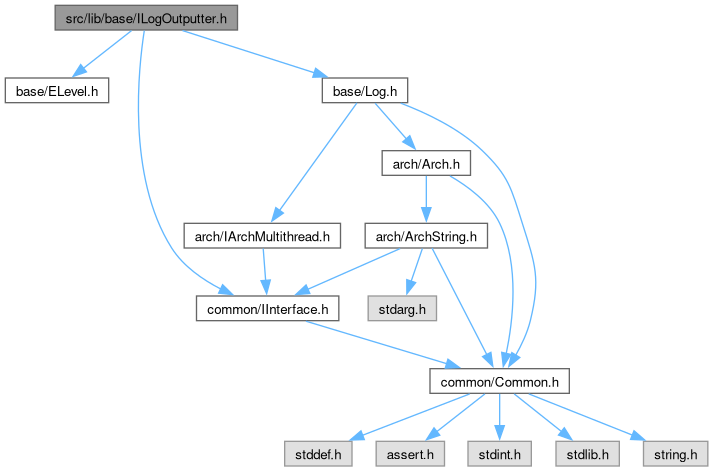 src/lib/base/ILogOutputter.h
base/ELevel.h
base/Log.h
arch/Arch.h
arch/IArchMultithread.h
arch/ArchString.h
common/IInterface.h
stdarg.h
common/Common.h
stddef.h
assert.h
stdint.h
stdlib.h
string.h